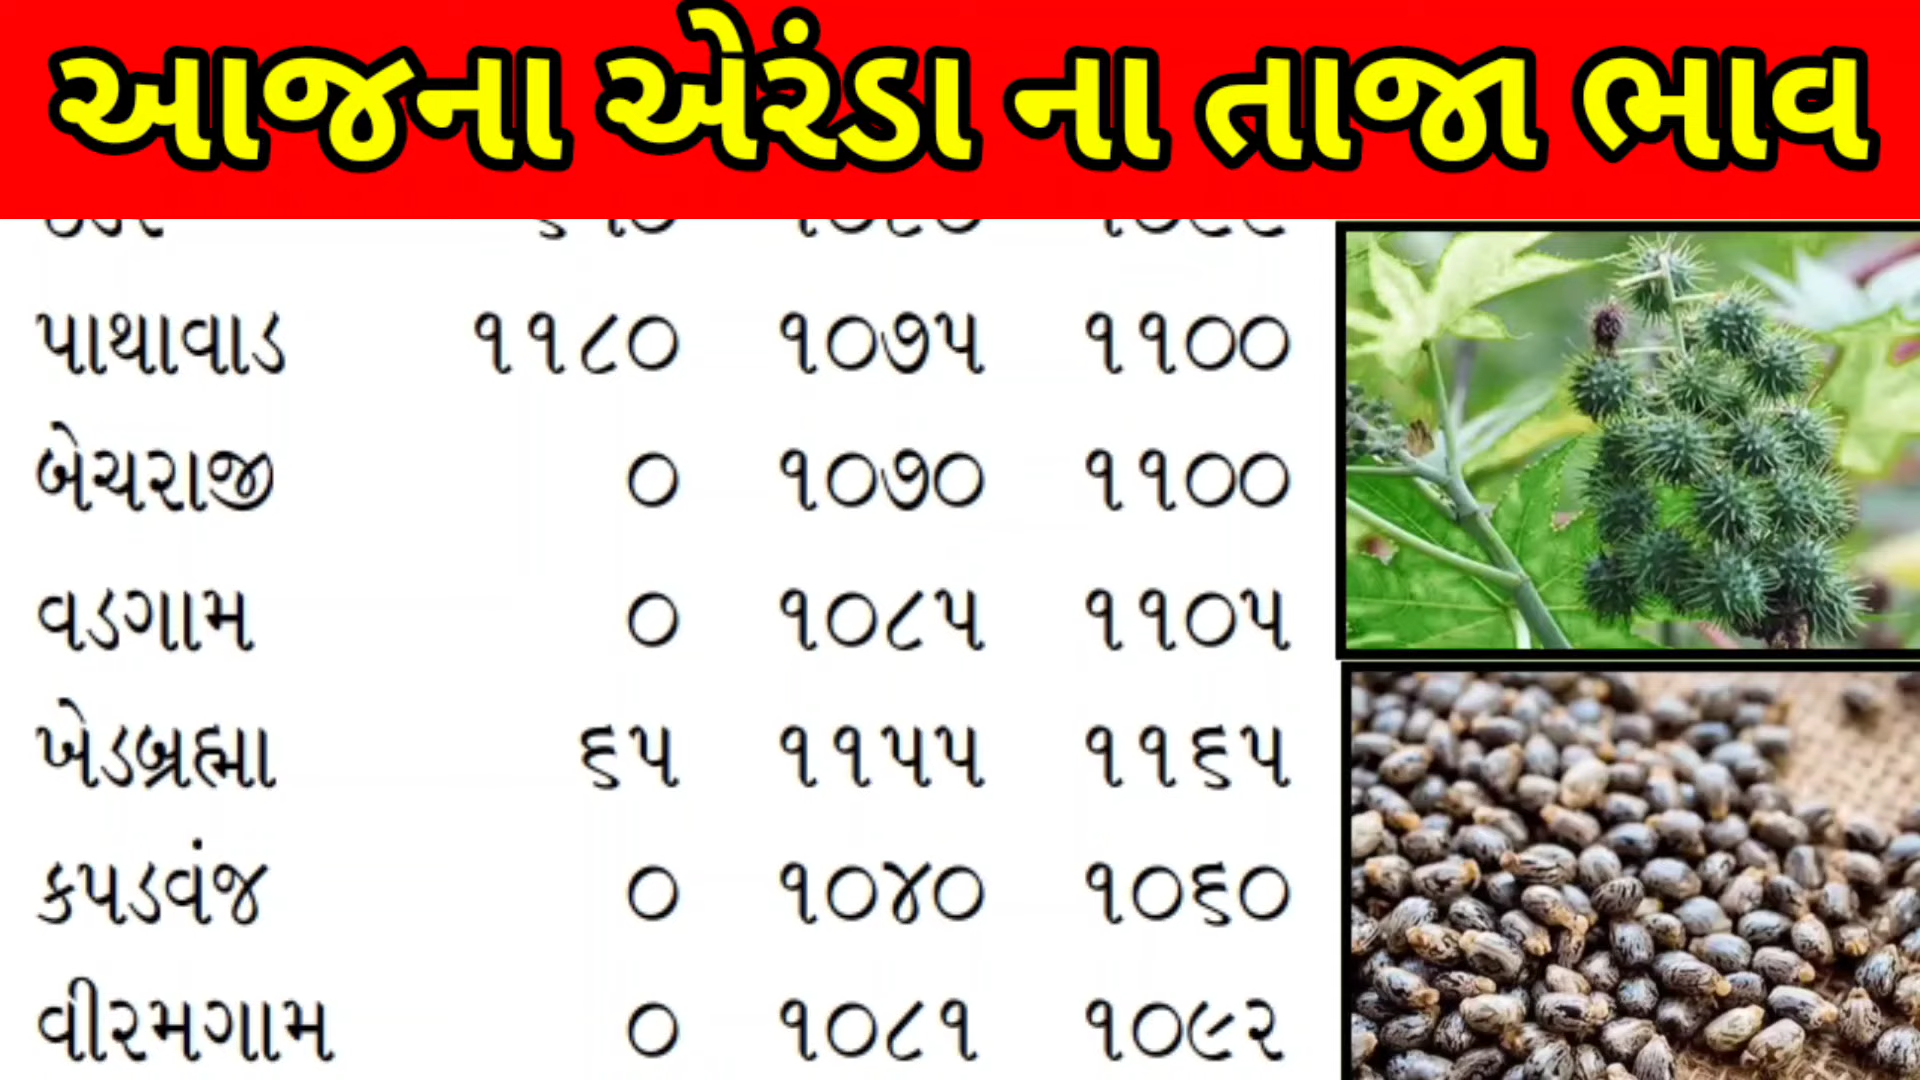 આજના એરંડા ના તાજા ભાવ
પાથાવાડ ૧૧૮૦ ૧૦૭૫ ૧૧૦૦
બેચરાજી ૦ ૧૦૭૦ ૧૧૦૦
વડગામ ૦ ૧૦૮૫ ૧૧૦૫
ખેડબ્રહ્મા ૬૫ ૧૧૫૫ ૧૧૬૫
કપડવંજ ૦ ૧૦૪૦ ૧૦૬૦
વીરમગામ ૦ ૧૦૮૧ ૧૦૯૨